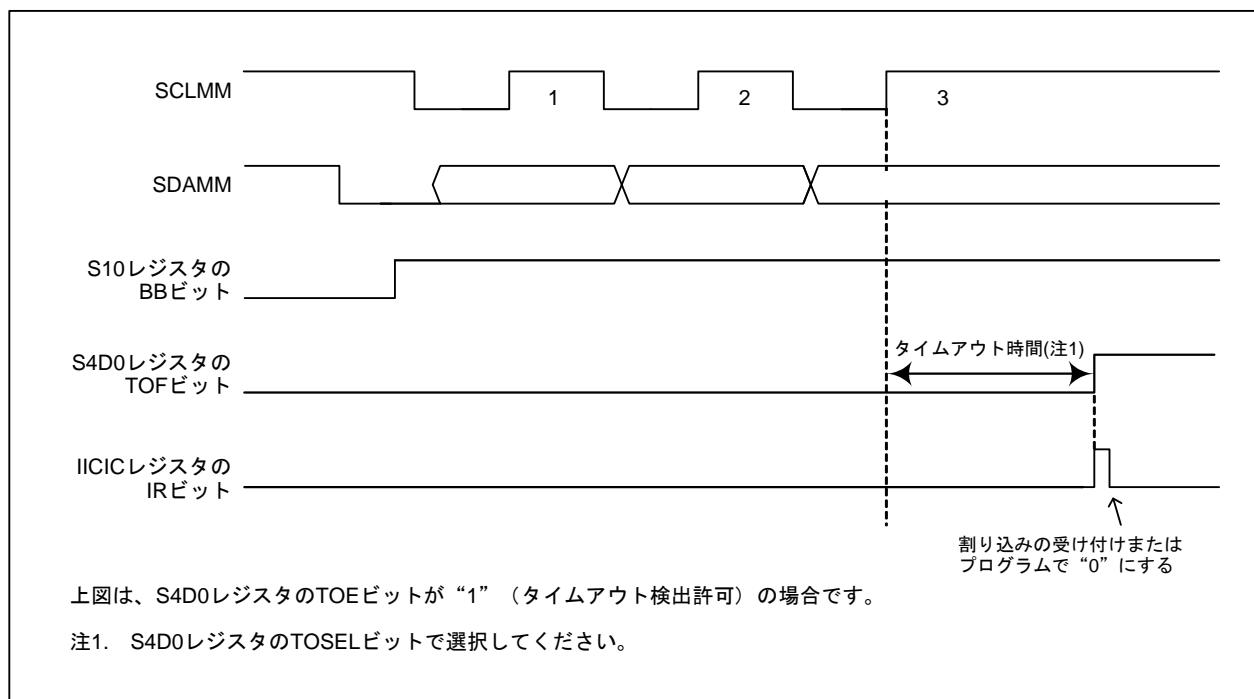 SCLMM
1
2
3
SDAMM
S10レジスタの
BBビット
S4D0レジスタの
TOFビット
タイムアウト時間(注1)
IICICレジスタの
IRビット
割り込みの受け付けまたは
プログラムで“0”にする
上図は、S4D0レジスタのTOEビットが“1”（タイムアウト検出許可）の場合です。
注1. S4D0レジスタのTOSELビットで選択してください。